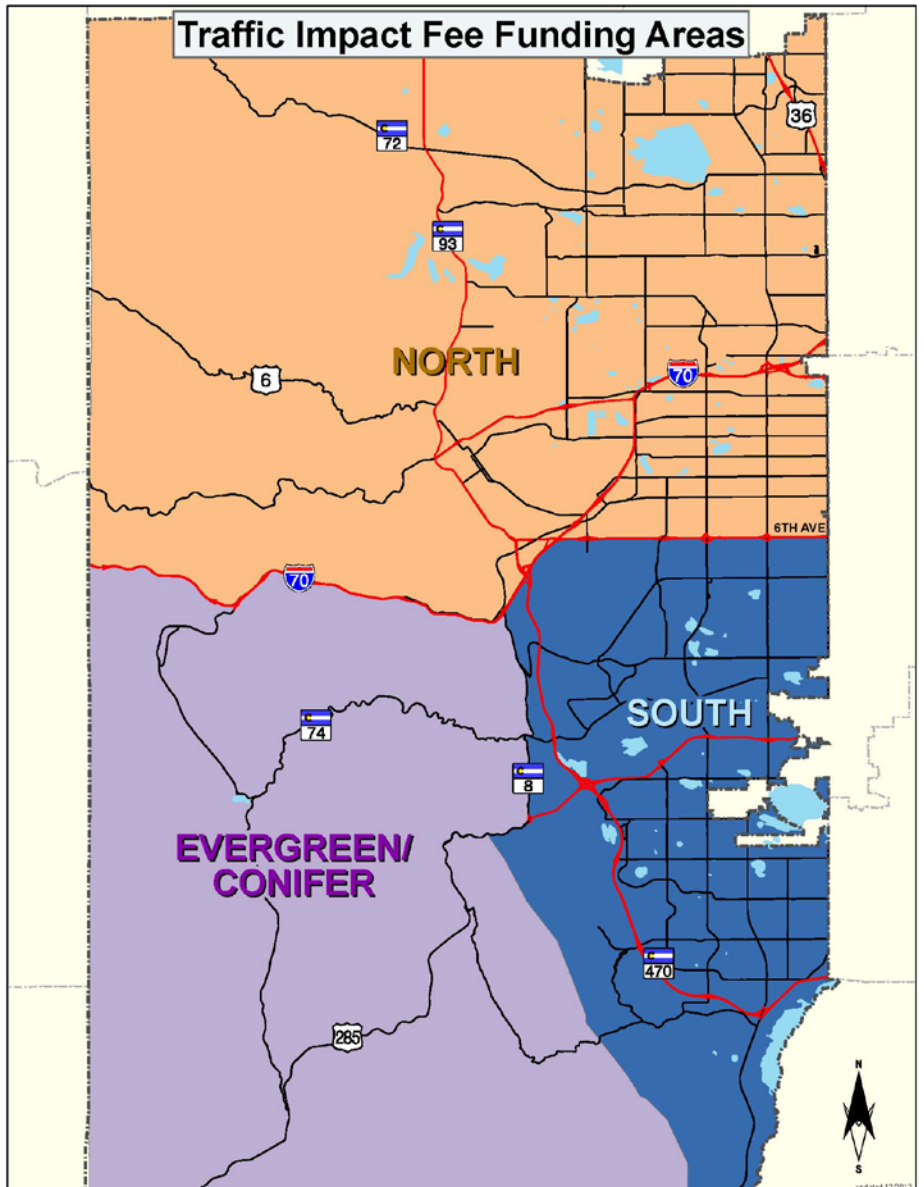 Traffic Impact Fee Funding Areas
36
C
72
C
93
NORTH
70
6
6TH AVE
70
SOUTH
C
74
C
8
EVERGREEN/
CONIFER
C
470
285
N
S